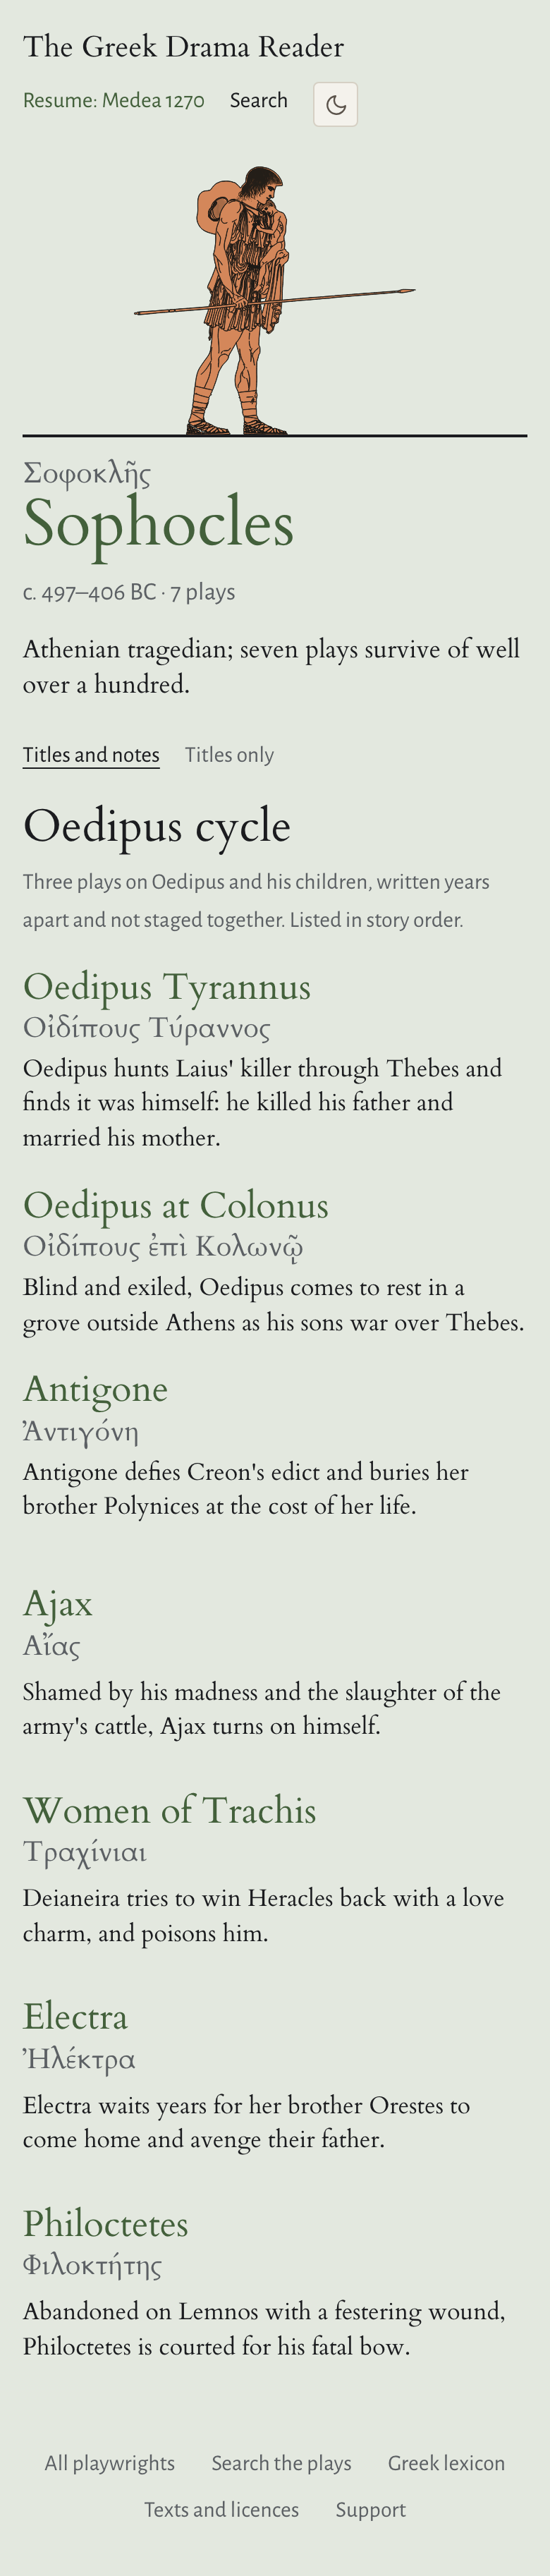 The Greek Drama Reader
Resume: Medea 1270 Search
Σοφοκλῆς
Sophocles
c. 497–406 BC · 7 plays
Athenian tragedian; seven plays survive of well
over a hundred.
Titles and notes Titles only
Oedipus cycle
Three plays on Oedipus and his children, written years
apart and not staged together. Listed in story order.
Oedipus Tyrannus
Οἰδίπους Τύραννος
Oedipus hunts Laius' killer through Thebes and
finds it was himself: he killed his father and
married his mother.
Oedipus at Colonus
Οἰδίπους ἐπὶ Κολωνῷ
Blind and exiled, Oedipus comes to rest in a
grove outside Athens as his sons war over Thebes.
Antigone
Ἀντιγόνη
Antigone defies Creon's edict and buries her
brother Polynices at the cost of her life.
Ajax
Αἴας
Shamed by his madness and the slaughter of the
army's cattle, Ajax turns on himself.
Women of Trachis
Τραχίνιαι
Deianeira tries to win Heracles back with a love
charm, and poisons him.
Electra
Ἠλέκτρα
Electra waits years for her brother Orestes to
come home and avenge their father.
Philoctetes
Φιλοκτήτης
Abandoned on Lemnos with a festering wound,
Philoctetes is courted for his fatal bow.
All playwrights Search the plays Greek lexicon
Texts and licences Support